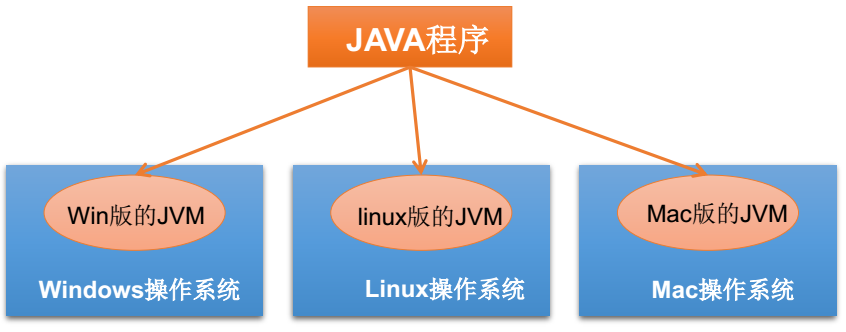 JAVA程序
Win版的JVM
linux版的JVM
Mac版的JVM
Windows操作系统
Linux操作系统
Mac操作系统